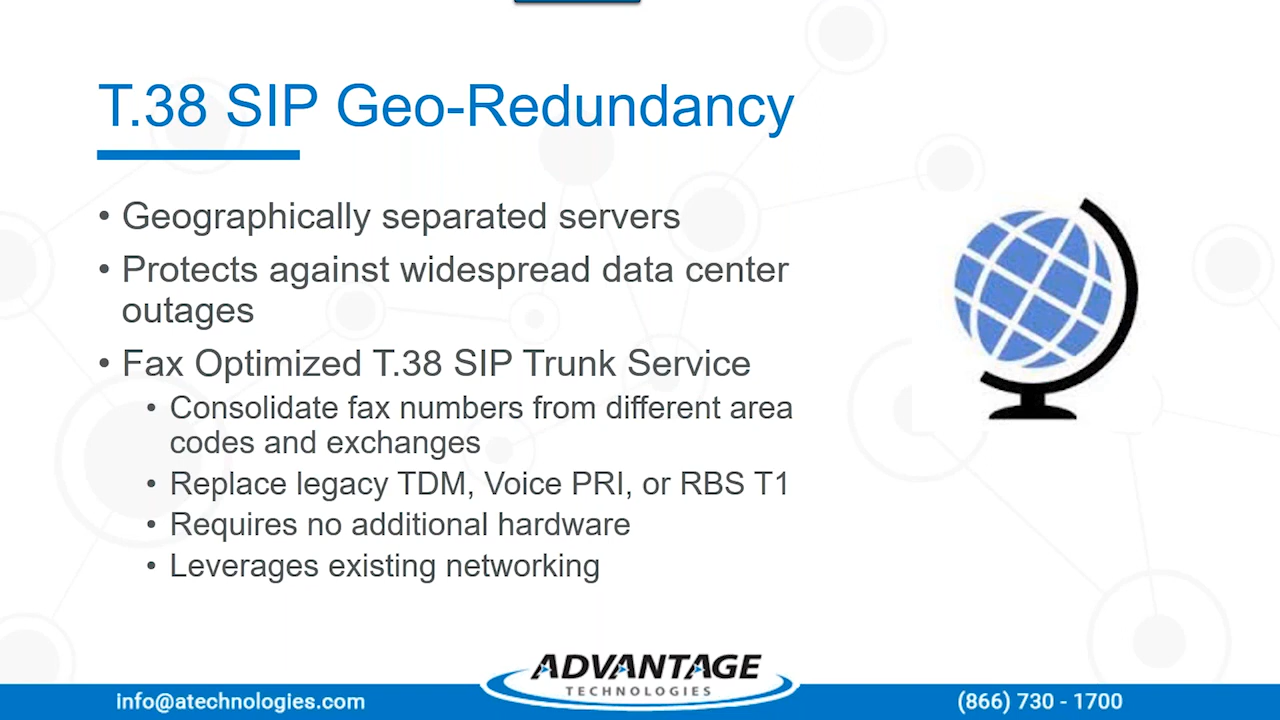 T.38 SIP Geo-Redundancy
• Geographically separated servers
• Protects against widespread data center
outages
• Fax Optimized T.38 SIP Trunk Service
• Consolidate fax numbers from different area
codes and exchanges
• Replace legacy TDM, Voice PRI, or RBS T1
• Requires no additional hardware
• Leverages existing networking
ADVANTAGE
TECHNOLOGIES
info@atechnologies.com
(866) 730 - 1700